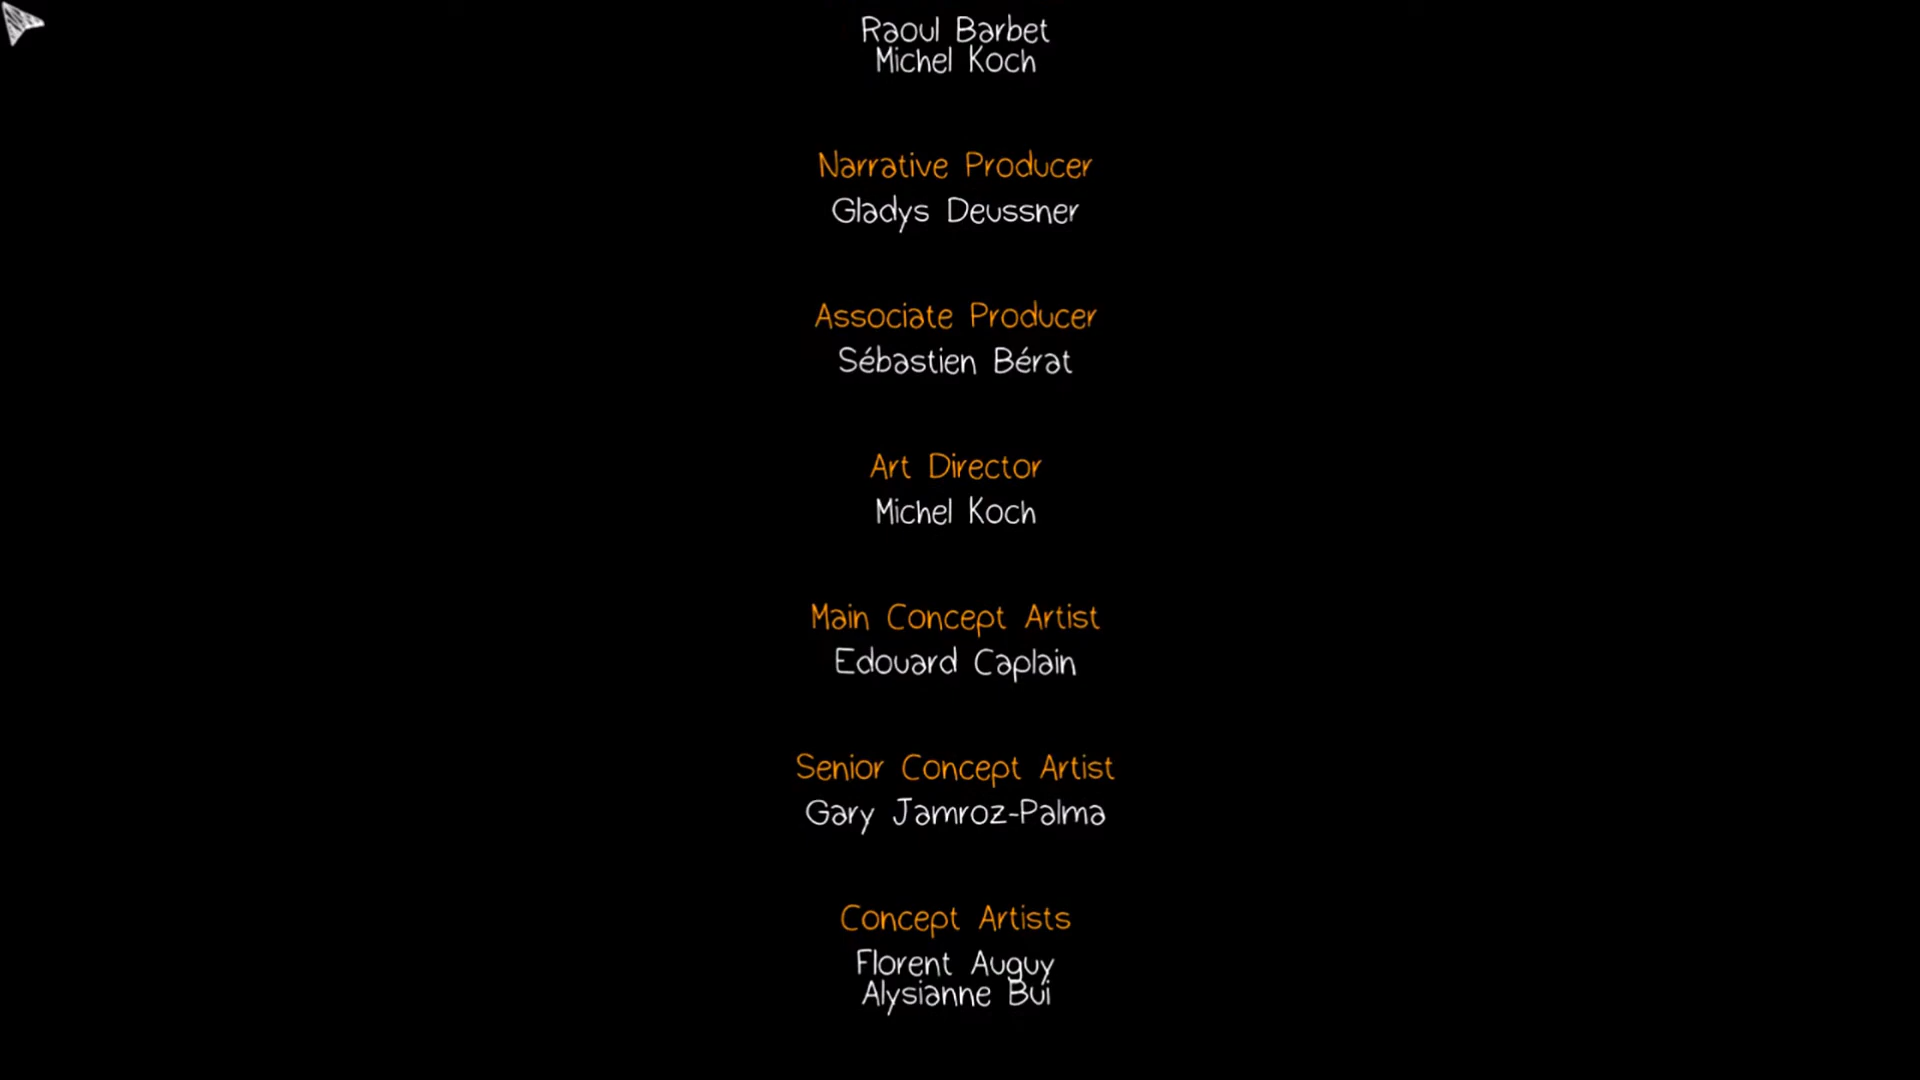 Raoul Barbet
Michel Koch
Narrative Producer
Gladys Deussner
Associate Producer
Sébastien Bérat
Art Director
Michel Koch
Main Concept Artist
Edouard Caplain
Senior Concept Artist
Gary Jamroz-Palma
Concept Artists
Florent Auguy
Alysianne Bui